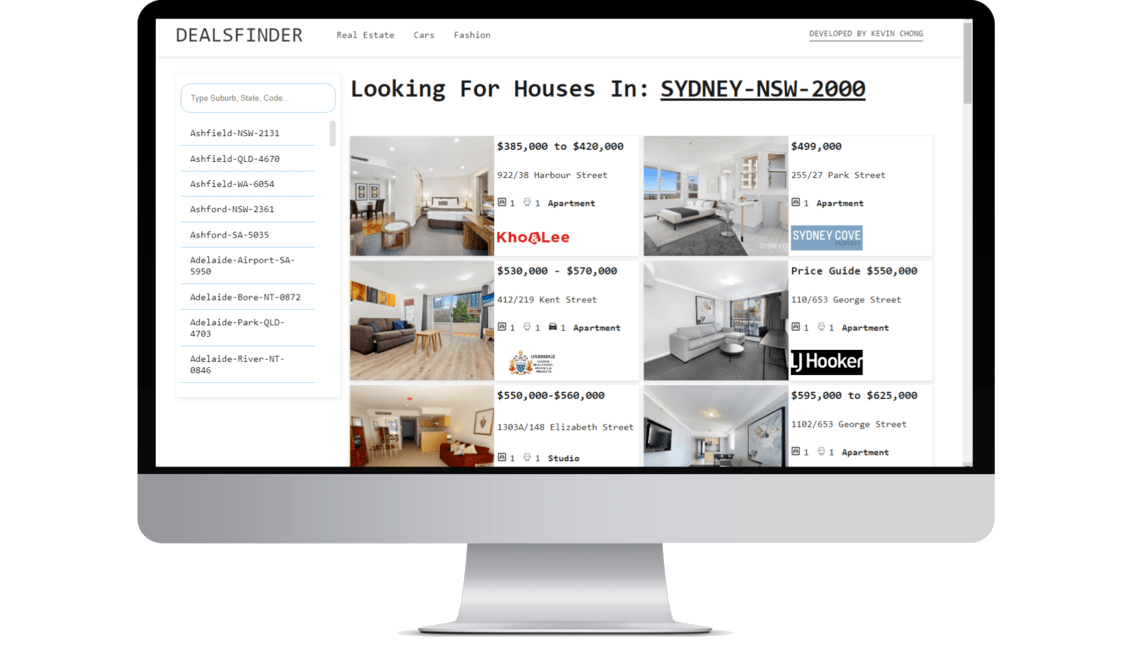 DEALSFINDER
Real Estate
Cars
Fashion
DEVELOPED BY KEVIN CHONG
Type Suburb, State, Code...
Ashfield-NSW-2131
Ashfield-QLD-4670
Ashfield-WA-6054
Ashford-NSW-2361
Ashford-SA-5035
Adelaide-Airport-SA-
5950
Adelaide-Bore-NT-0872
Adelaide-Park-QLD-
4703
Adelaide-River-NT-
0846
Looking For Houses In: SYDNEY-NSW-2000
$385,000 to $420,000
922/38 Harbour Street
1 1 Apartment
Kho&Lee
$499,000
255/27 Park Street
1 Apartment
SYDNEY COVE
PROPERTY
$530,000 - $570,000
412/219 Kent Street
1 1 1 Apartment
OXBRIDGE
Price Guide $550,000
110/653 George Street
1 1 Apartment
LJ Hooker
$550,000-$560,000
1303A/148 Elizabeth Street
1 1 Studio
$595,000 to $625,000
1102/653 George Street
1 1 Apartment